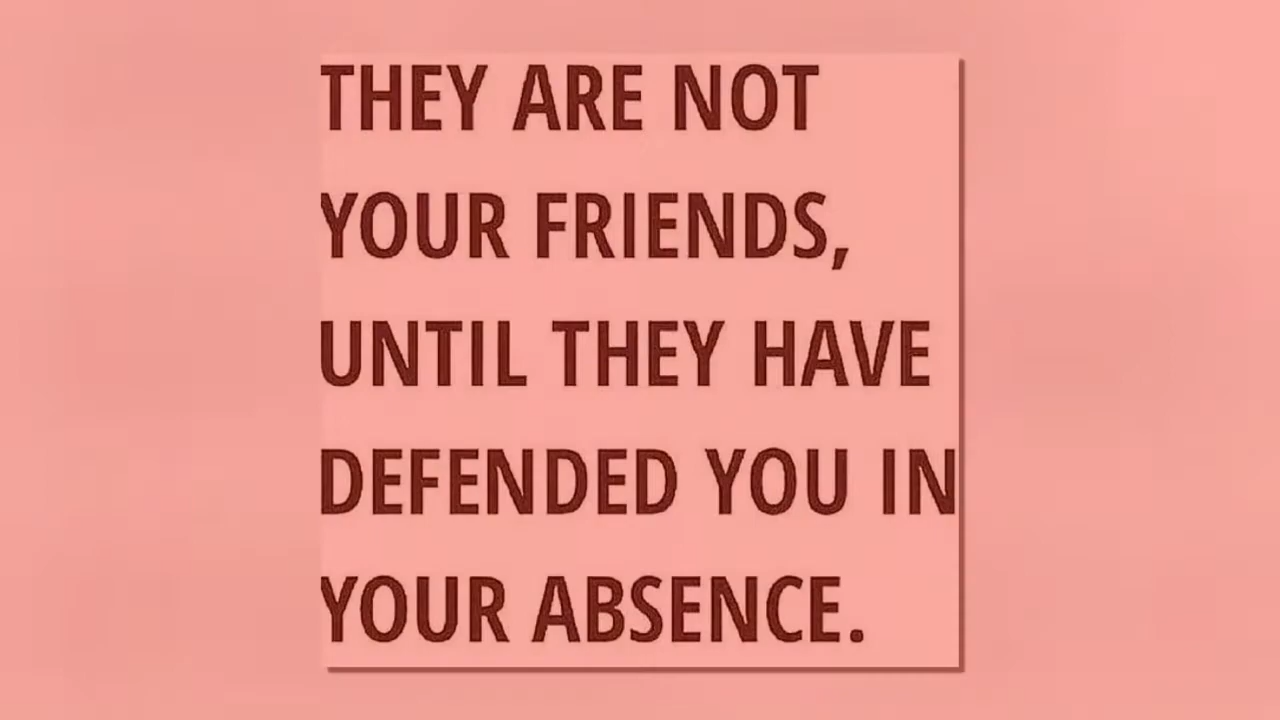 THEY ARE NOT
YOUR FRIENDS,
UNTIL THEY HAVE
DEFENDED YOU IN
YOUR ABSENCE.